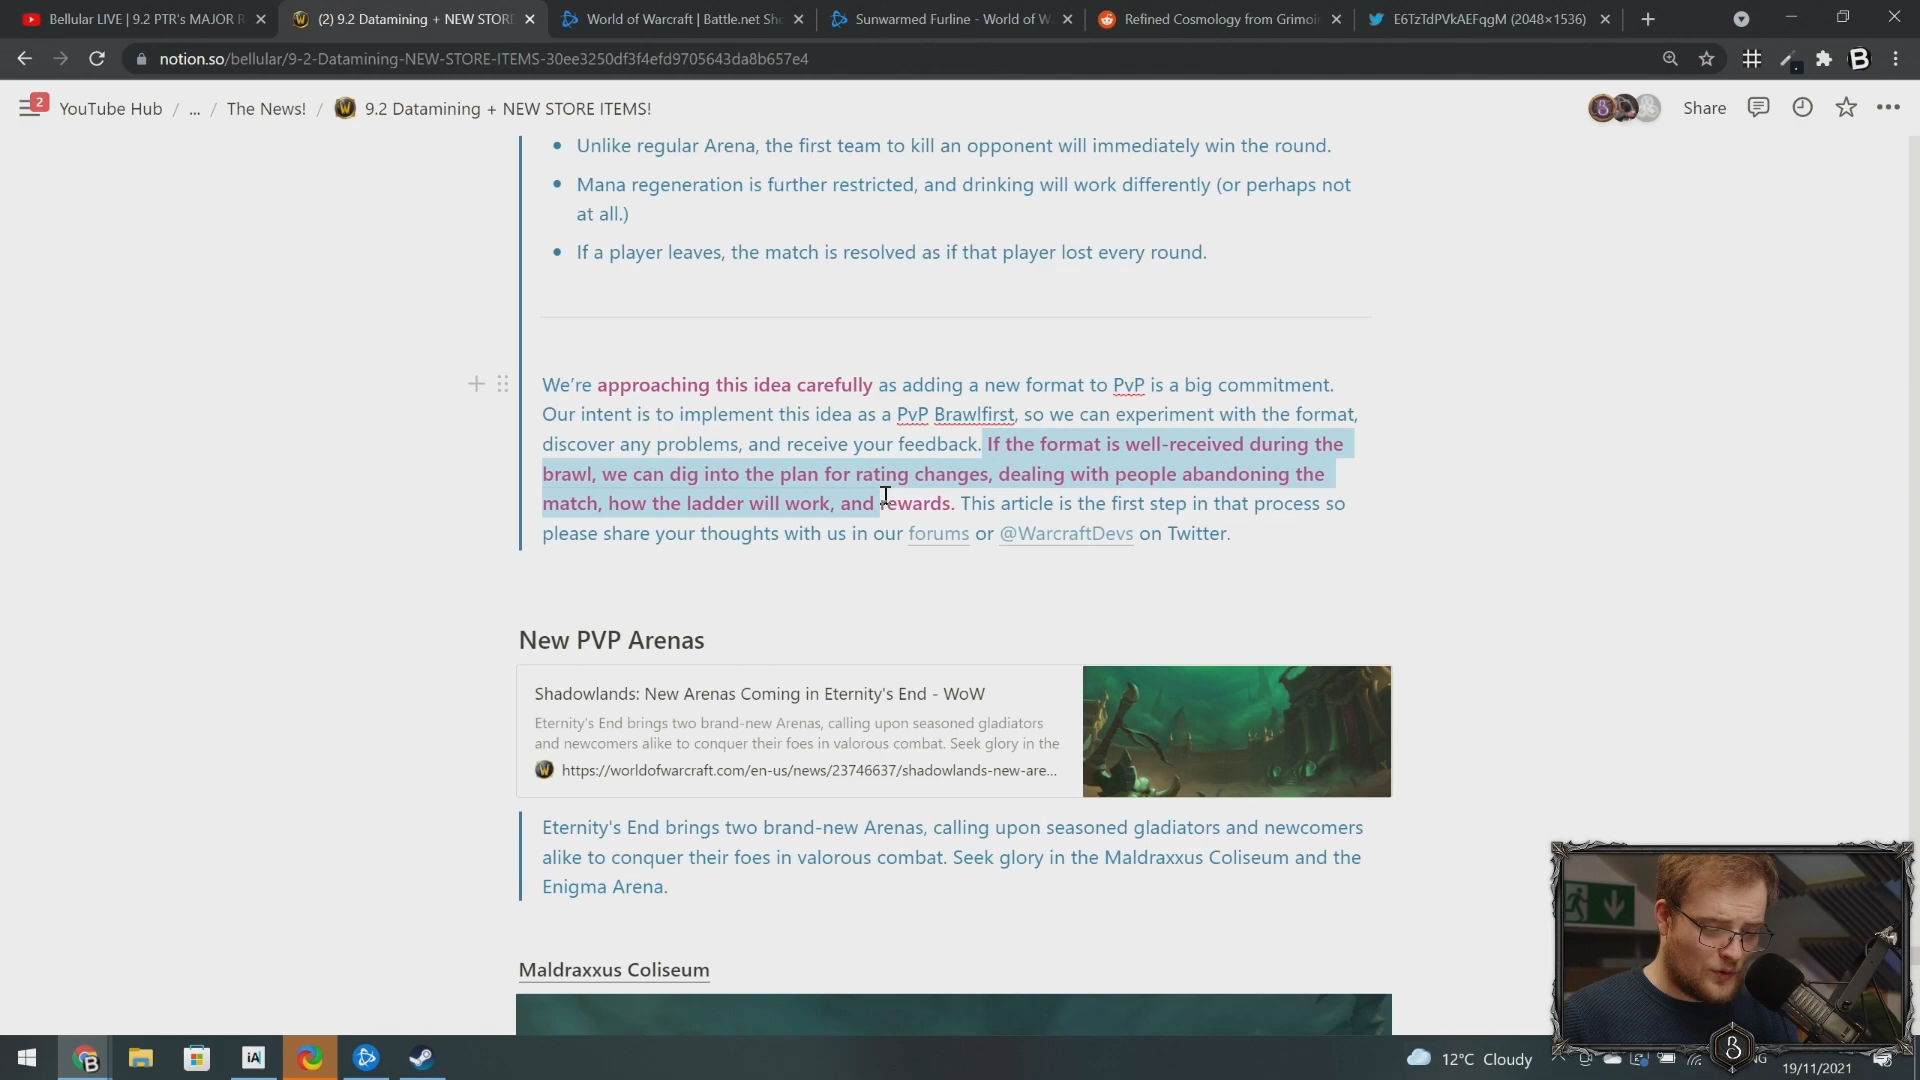 Bellular LIVE | 9.2 PTR's MAJOR R
(2) 9.2 Datamining + NEW STORE
World of Warcraft | Battle.net Sho
Sunwarmed Furline - World of W
Refined Cosmology from Grimoir
E6TzTdPVkAEFqgM (2048×1536)
notion.so/bellular/9-2-Datamining-NEW-STORE-ITEMS-30ee3250df3f4efd9705643da8b657e4
2
YouTube Hub / ... / The News! / 9.2 Datamining + NEW STORE ITEMS!
Share
• Unlike regular Arena, the first team to kill an opponent will immediately win the round.
• Mana regeneration is further restricted, and drinking will work differently (or perhaps not
at all.)
• If a player leaves, the match is resolved as if that player lost every round.
We're approaching this idea carefully as adding a new format to PvP is a big commitment.
Our intent is to implement this idea as a PvP Brawlfirst, so we can experiment with the format,
discover any problems, and receive your feedback. If the format is well-received during the
brawl, we can dig into the plan for rating changes, dealing with people abandoning the
match, how the ladder will work, and rewards. This article is the first step in that process so
please share your thoughts with us in our forums or @WarcraftDevs on Twitter.
New PVP Arenas
Shadowlands: New Arenas Coming in Eternity's End - WoW
Eternity's End brings two brand-new Arenas, calling upon seasoned gladiators
and newcomers alike to conquer their foes in valorous combat. Seek glory in the
https://worldofwarcraft.com/en-us/news/23746637/shadowlands-new-are...
Eternity's End brings two brand-new Arenas, calling upon seasoned gladiators and newcomers
alike to conquer their foes in valorous combat. Seek glory in the Maldraxxus Coliseum and the
Enigma Arena.
Maldraxxus Coliseum
iA
12°C Cloudy
NG
19/11/2021